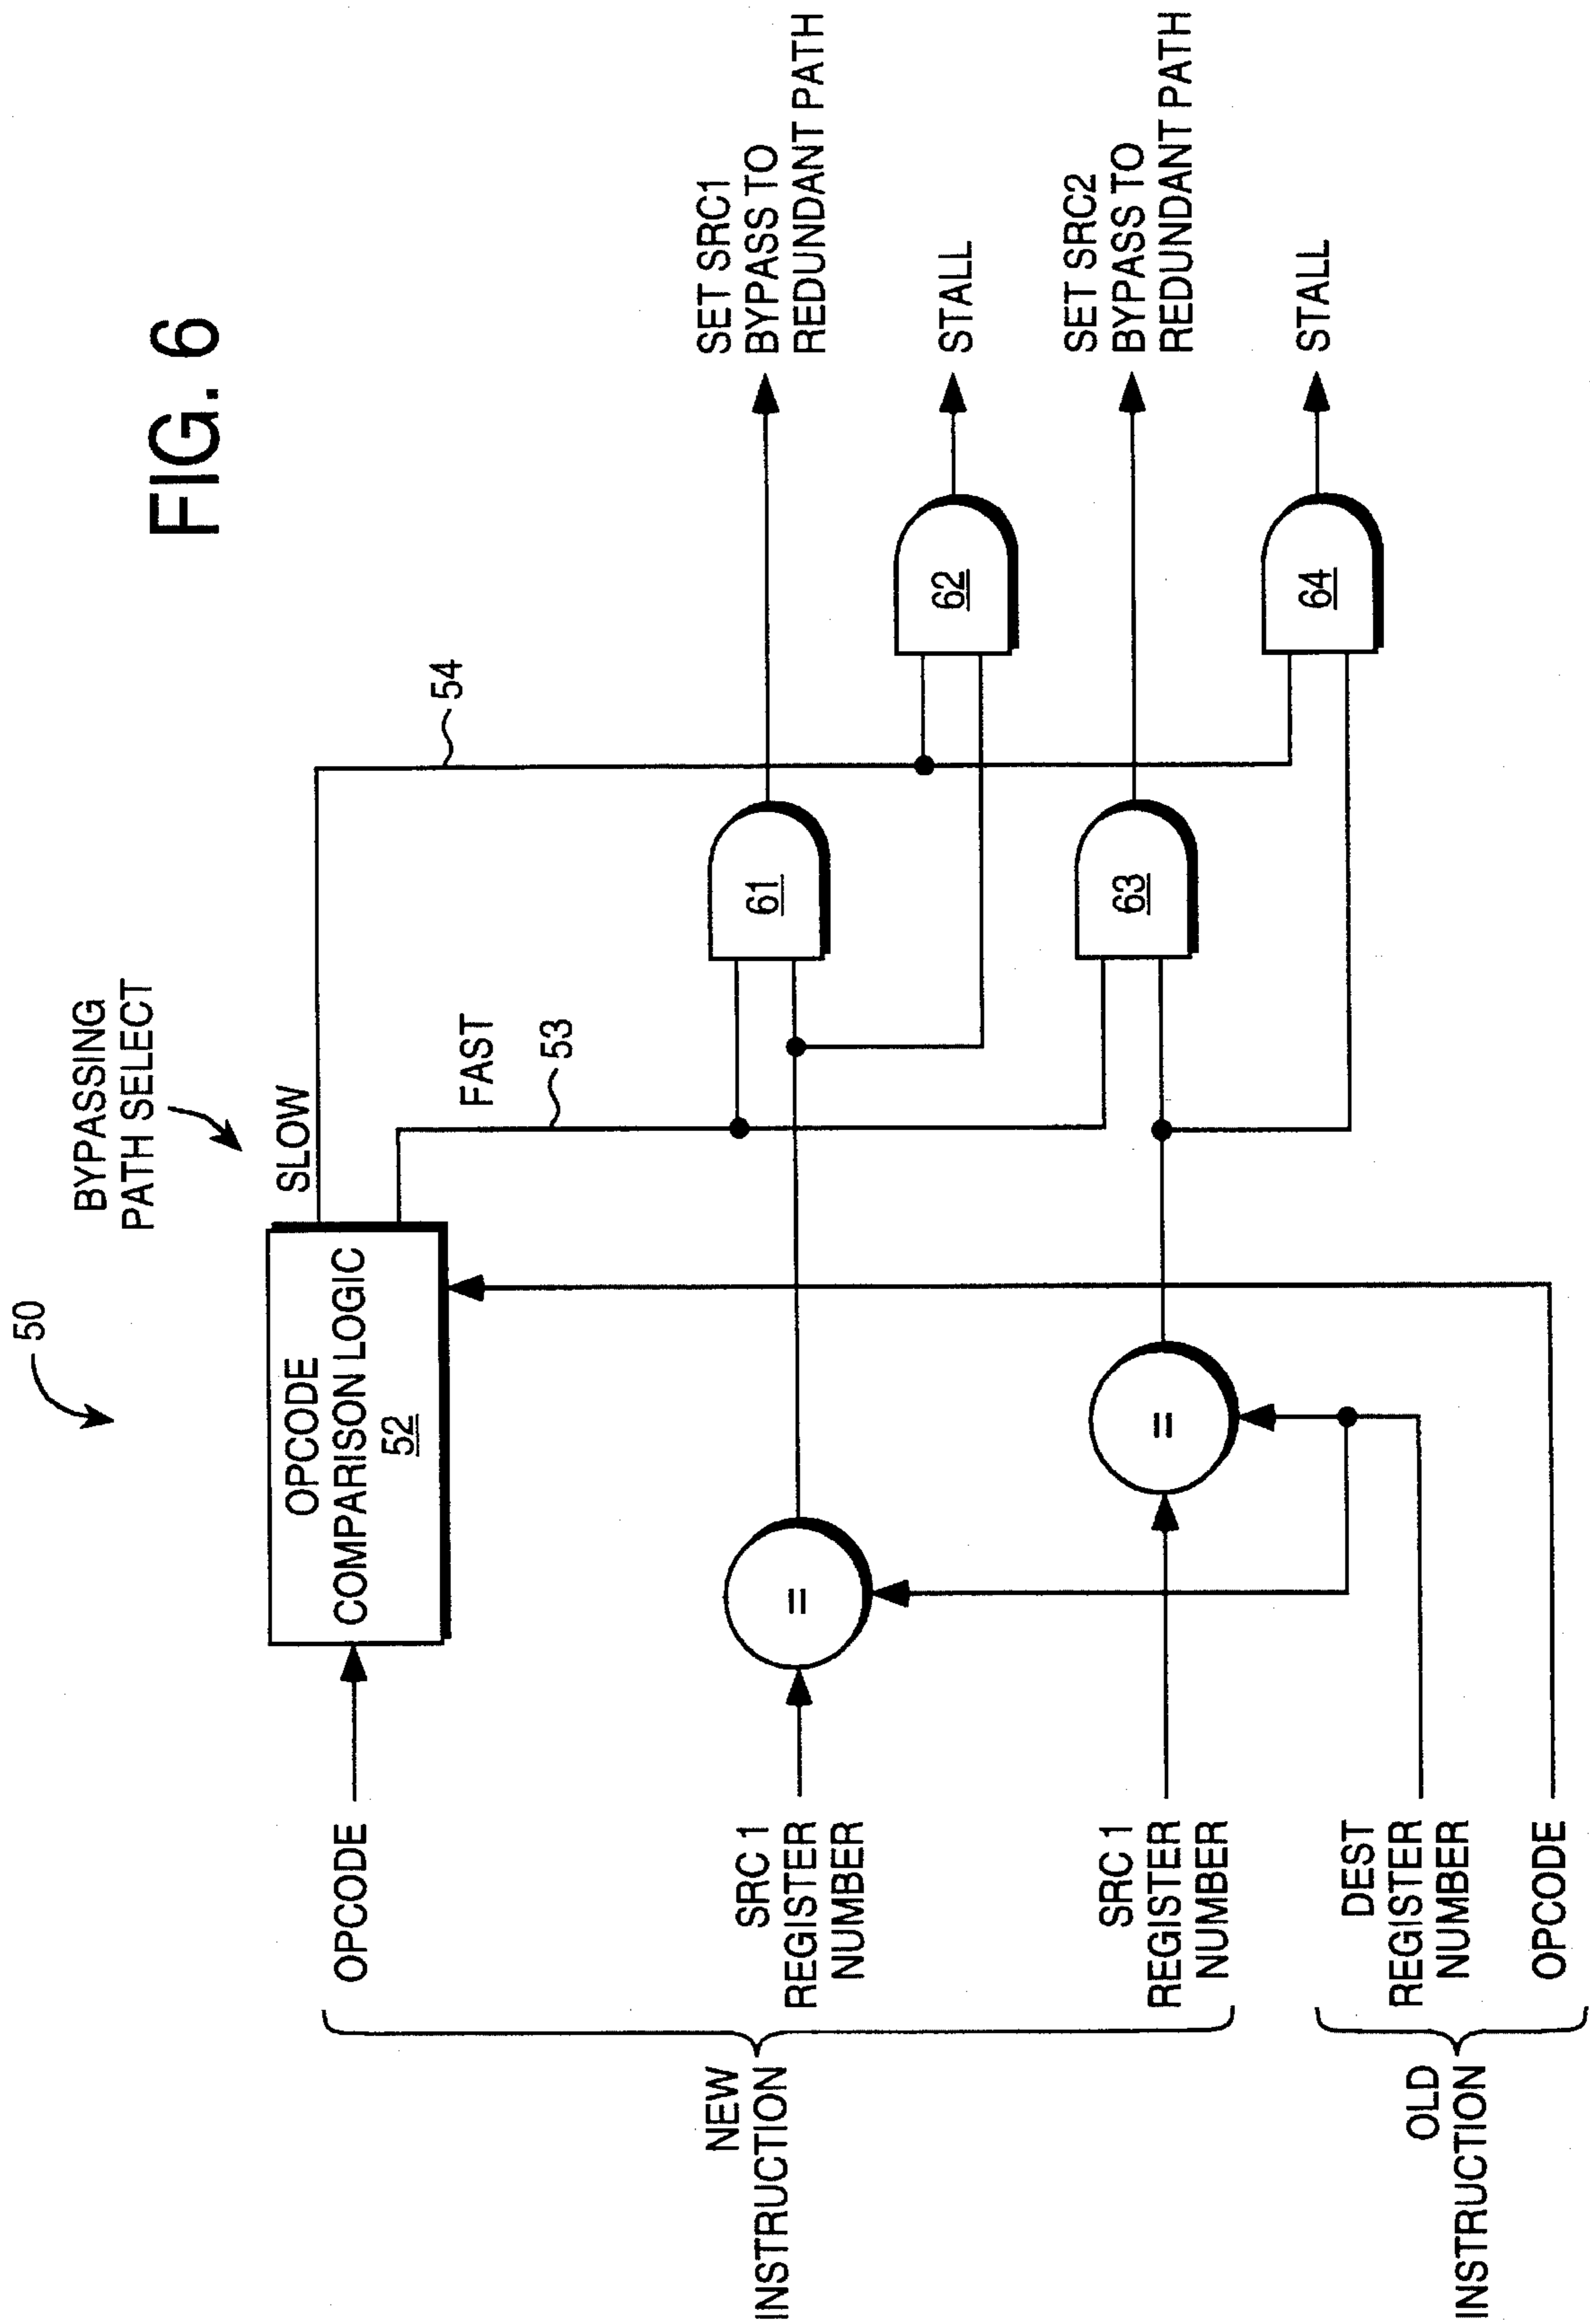 FIG. 6
50
BYPASSING
PATH SELECT
OPCODE
COMPARISON LOGIC
52
SLOW
FAST
53
54
NEW
INSTRUCTION
OPCODE
SRC 1
REGISTER
NUMBER
SRC 1
REGISTER
NUMBER
OLD
INSTRUCTION
DEST
REGISTER
NUMBER
OPCODE
=
=
61
62
63
64
SET SRC1
BYPASS TO
REDUNDANT PATH
STALL
SET SRC2
BYPASS TO
REDUNDANT PATH
STALL